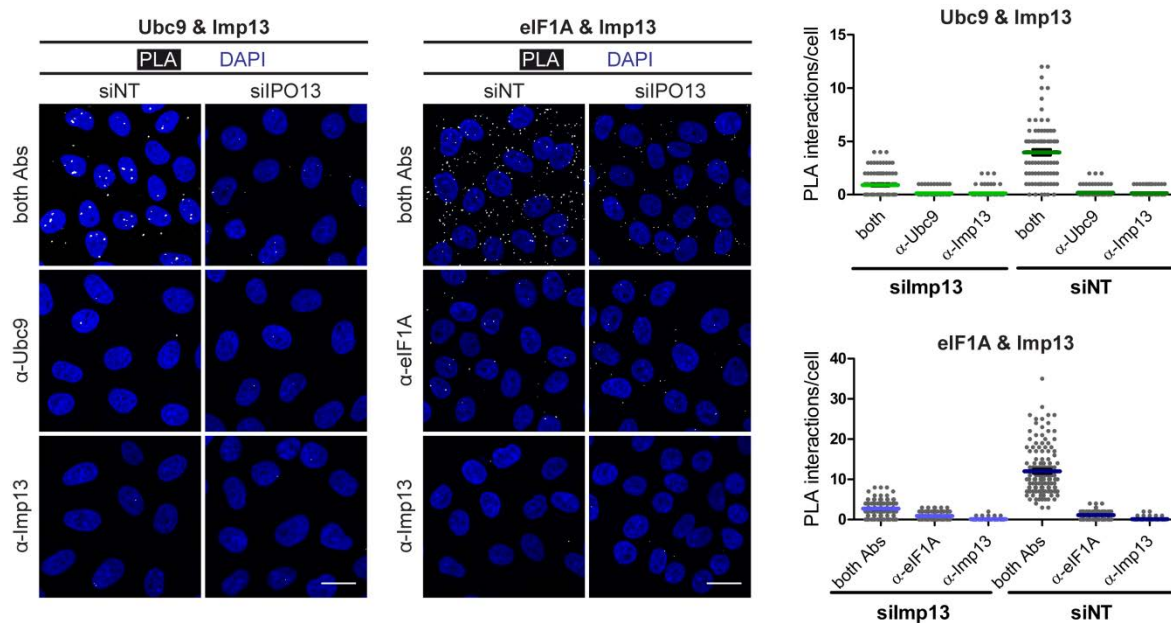 Ubc9 & Imp13
PLA DAPI
siNT siIPO13
both Abs
α-Ubc9
α-Imp13
eIF1A & Imp13
PLA DAPI
siNT siIPO13
both Abs
α-eIF1A
α-Imp13
Ubc9 & Imp13
PLA interactions/cell
15
10
5
0
both α-Ubc9 α-Imp13 both α-Ubc9 α-Imp13
siImp13 siNT
eIF1A & Imp13
PLA interactions/cell
40
30
20
10
0
both Abs α-eIF1A α-Imp13 both Abs α-eIF1A α-Imp13
siImp13 siNT